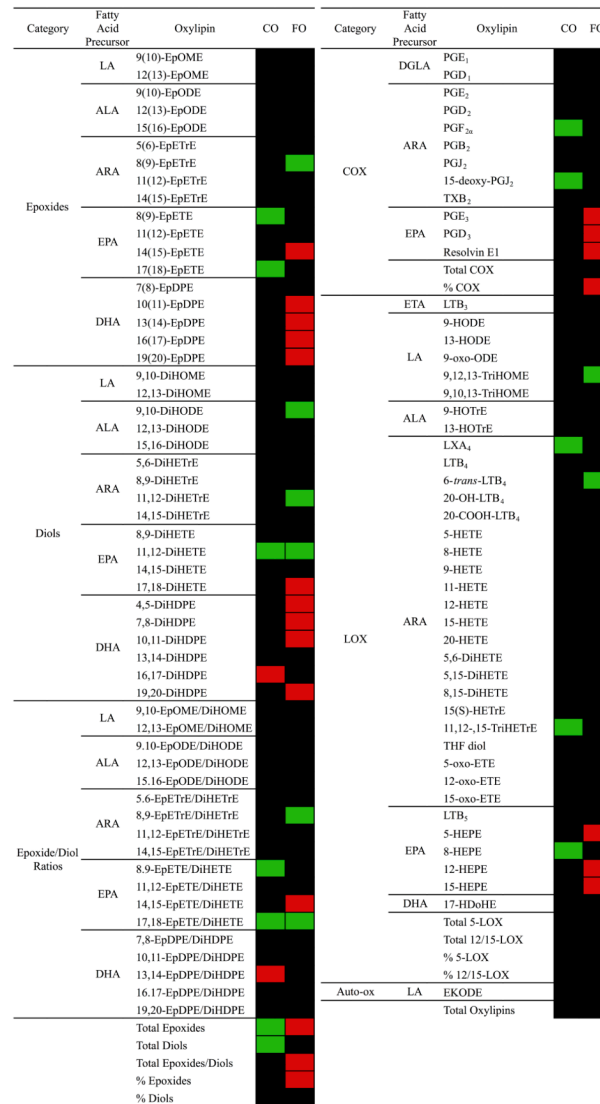 Category Fatty Acid Precursor Oxylipin CO FO
Epoxides
LA
9(10)-EpOME
12(13)-EpOME
ALA
9(10)-EpODE
12(13)-EpODE
15(16)-EpODE
ARA
5(6)-EpETrE
8(9)-EpETrE
11(12)-EpETrE
14(15)-EpETrE
EPA
8(9)-EpETE
11(12)-EpETE
14(15)-EpETE
17(18)-EpETE
DHA
7(8)-EpDPE
10(11)-EpDPE
13(14)-EpDPE
16(17)-EpDPE
19(20)-EpDPE
Diols
LA
9,10-DiHOME
12,13-DiHOME
ALA
9,10-DiHODE
12,13-DiHODE
15,16-DiHODE
ARA
5,6-DiHETrE
8,9-DiHETrE
11,12-DiHETrE
14,15-DiHETrE
EPA
8,9-DiHETE
11,12-DiHETE
14,15-DiHETE
17,18-DiHETE
DHA
4,5-DiHDPE
7,8-DiHDPE
10,11-DiHDPE
13,14-DiHDPE
16,17-DiHDPE
19,20-DiHDPE
Epoxide/Diol
Ratios
LA
9,10-EpOME/DiHOME
12,13-EpOME/DiHOME
ALA
9.10-EpODE/DiHODE
12,13-EpODE/DiHODE
15.16-EpODE/DiHODE
ARA
5.6-EpETrE/DiHETrE
8,9-EpETrE/DiHETrE
11,12-EpETrE/DiHETrE
14,15-EpETrE/DiHETrE
EPA
8.9-EpETE/DiHETE
11,12-EpETE/DiHETE
14,15-EpETE/DiHETE
17,18-EpETE/DiHETE
DHA
7,8-EpDPE/DiHDPE
10,11-EpDPE/DiHDPE
13,14-EpDPE/DiHDPE
16.17-EpDPE/DiHDPE
19,20-EpDPE/DiHDPE
Total Epoxides
Total Diols
Total Epoxides/Diols
% Epoxides
% Diols
Category Fatty Acid Precursor Oxylipin CO FO
COX
DGLA
PGE₁
PGD₁
ARA
PGE₂
PGD₂
PGF₂α
PGB₂
PGJ₂
15-deoxy-PGJ₂
TXB₂
EPA
PGE₃
PGD₃
Resolvin E1
Total COX
% COX
LOX
ETA LTB₃
LA
9-HODE
13-HODE
9-oxo-ODE
9,12,13-TriHOME
9,10,13-TriHOME
ALA
9-HOTrE
13-HOTrE
ARA
LXA₄
LTB₄
6-trans-LTB₄
20-OH-LTB₄
20-COOH-LTB₄
5-HETE
8-HETE
9-HETE
11-HETE
12-HETE
15-HETE
20-HETE
5,6-DiHETE
5,15-DiHETE
8,15-DiHETE
15(S)-HETrE
11,12-,15-TriHETrE
THF diol
5-oxo-ETE
12-oxo-ETE
15-oxo-ETE
EPA
LTB₅
5-HEPE
8-HEPE
12-HEPE
15-HEPE
DHA 17-HDoHE
Total 5-LOX
Total 12/15-LOX
% 5-LOX
% 12/15-LOX
Auto-ox LA EKODE
Total Oxylipins